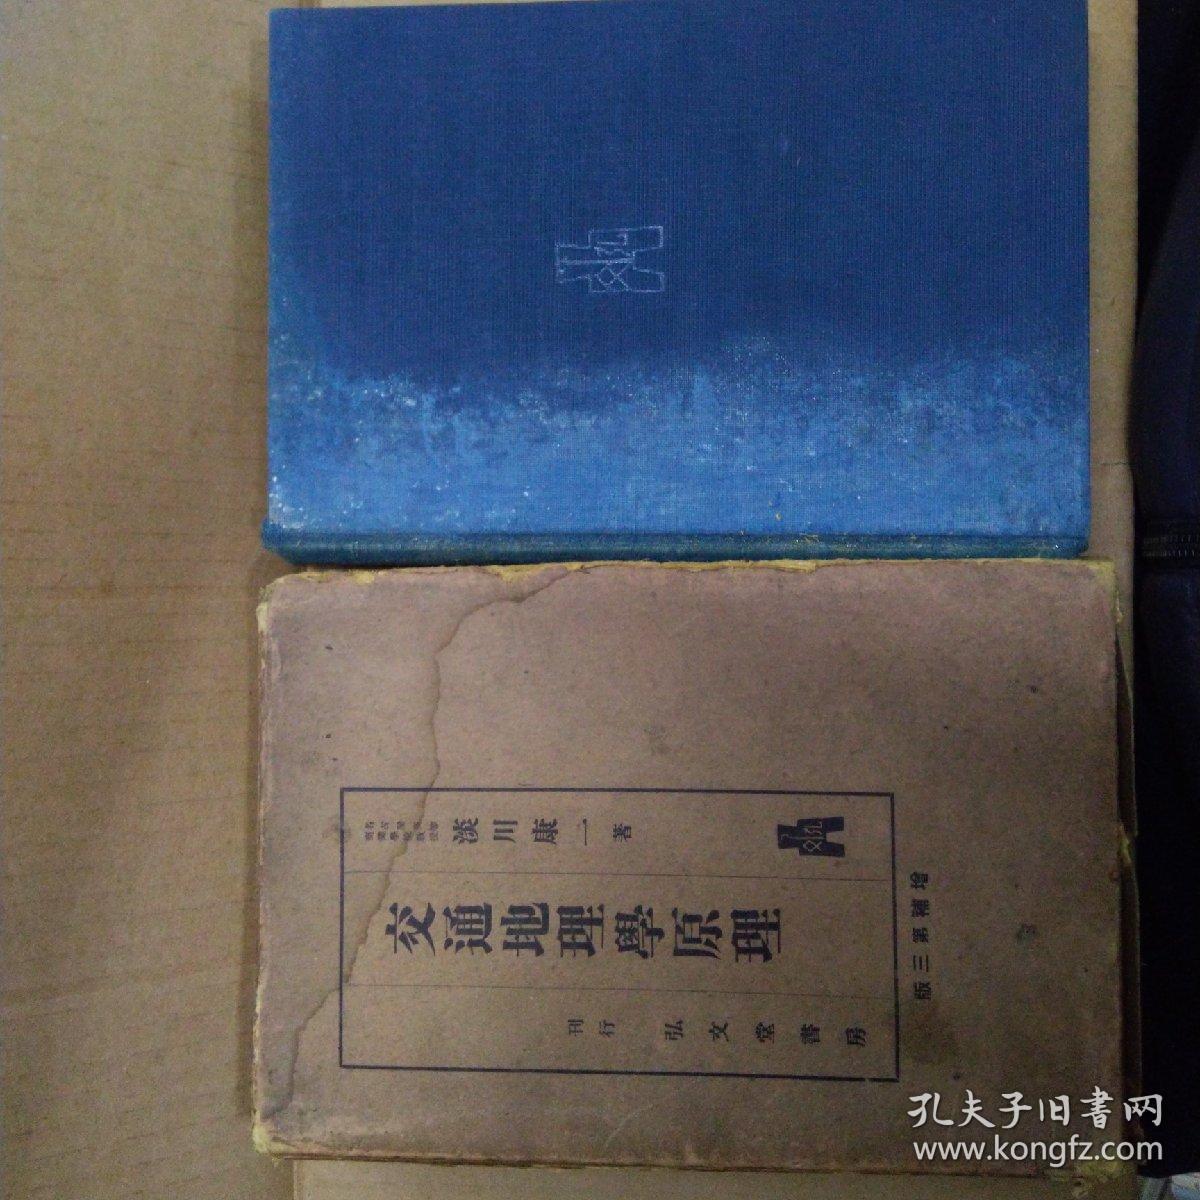 淡川康一著
交通地理學原理
刊行 弘文堂書房
增補第三版
孔夫子旧書网
www.kongfz.com